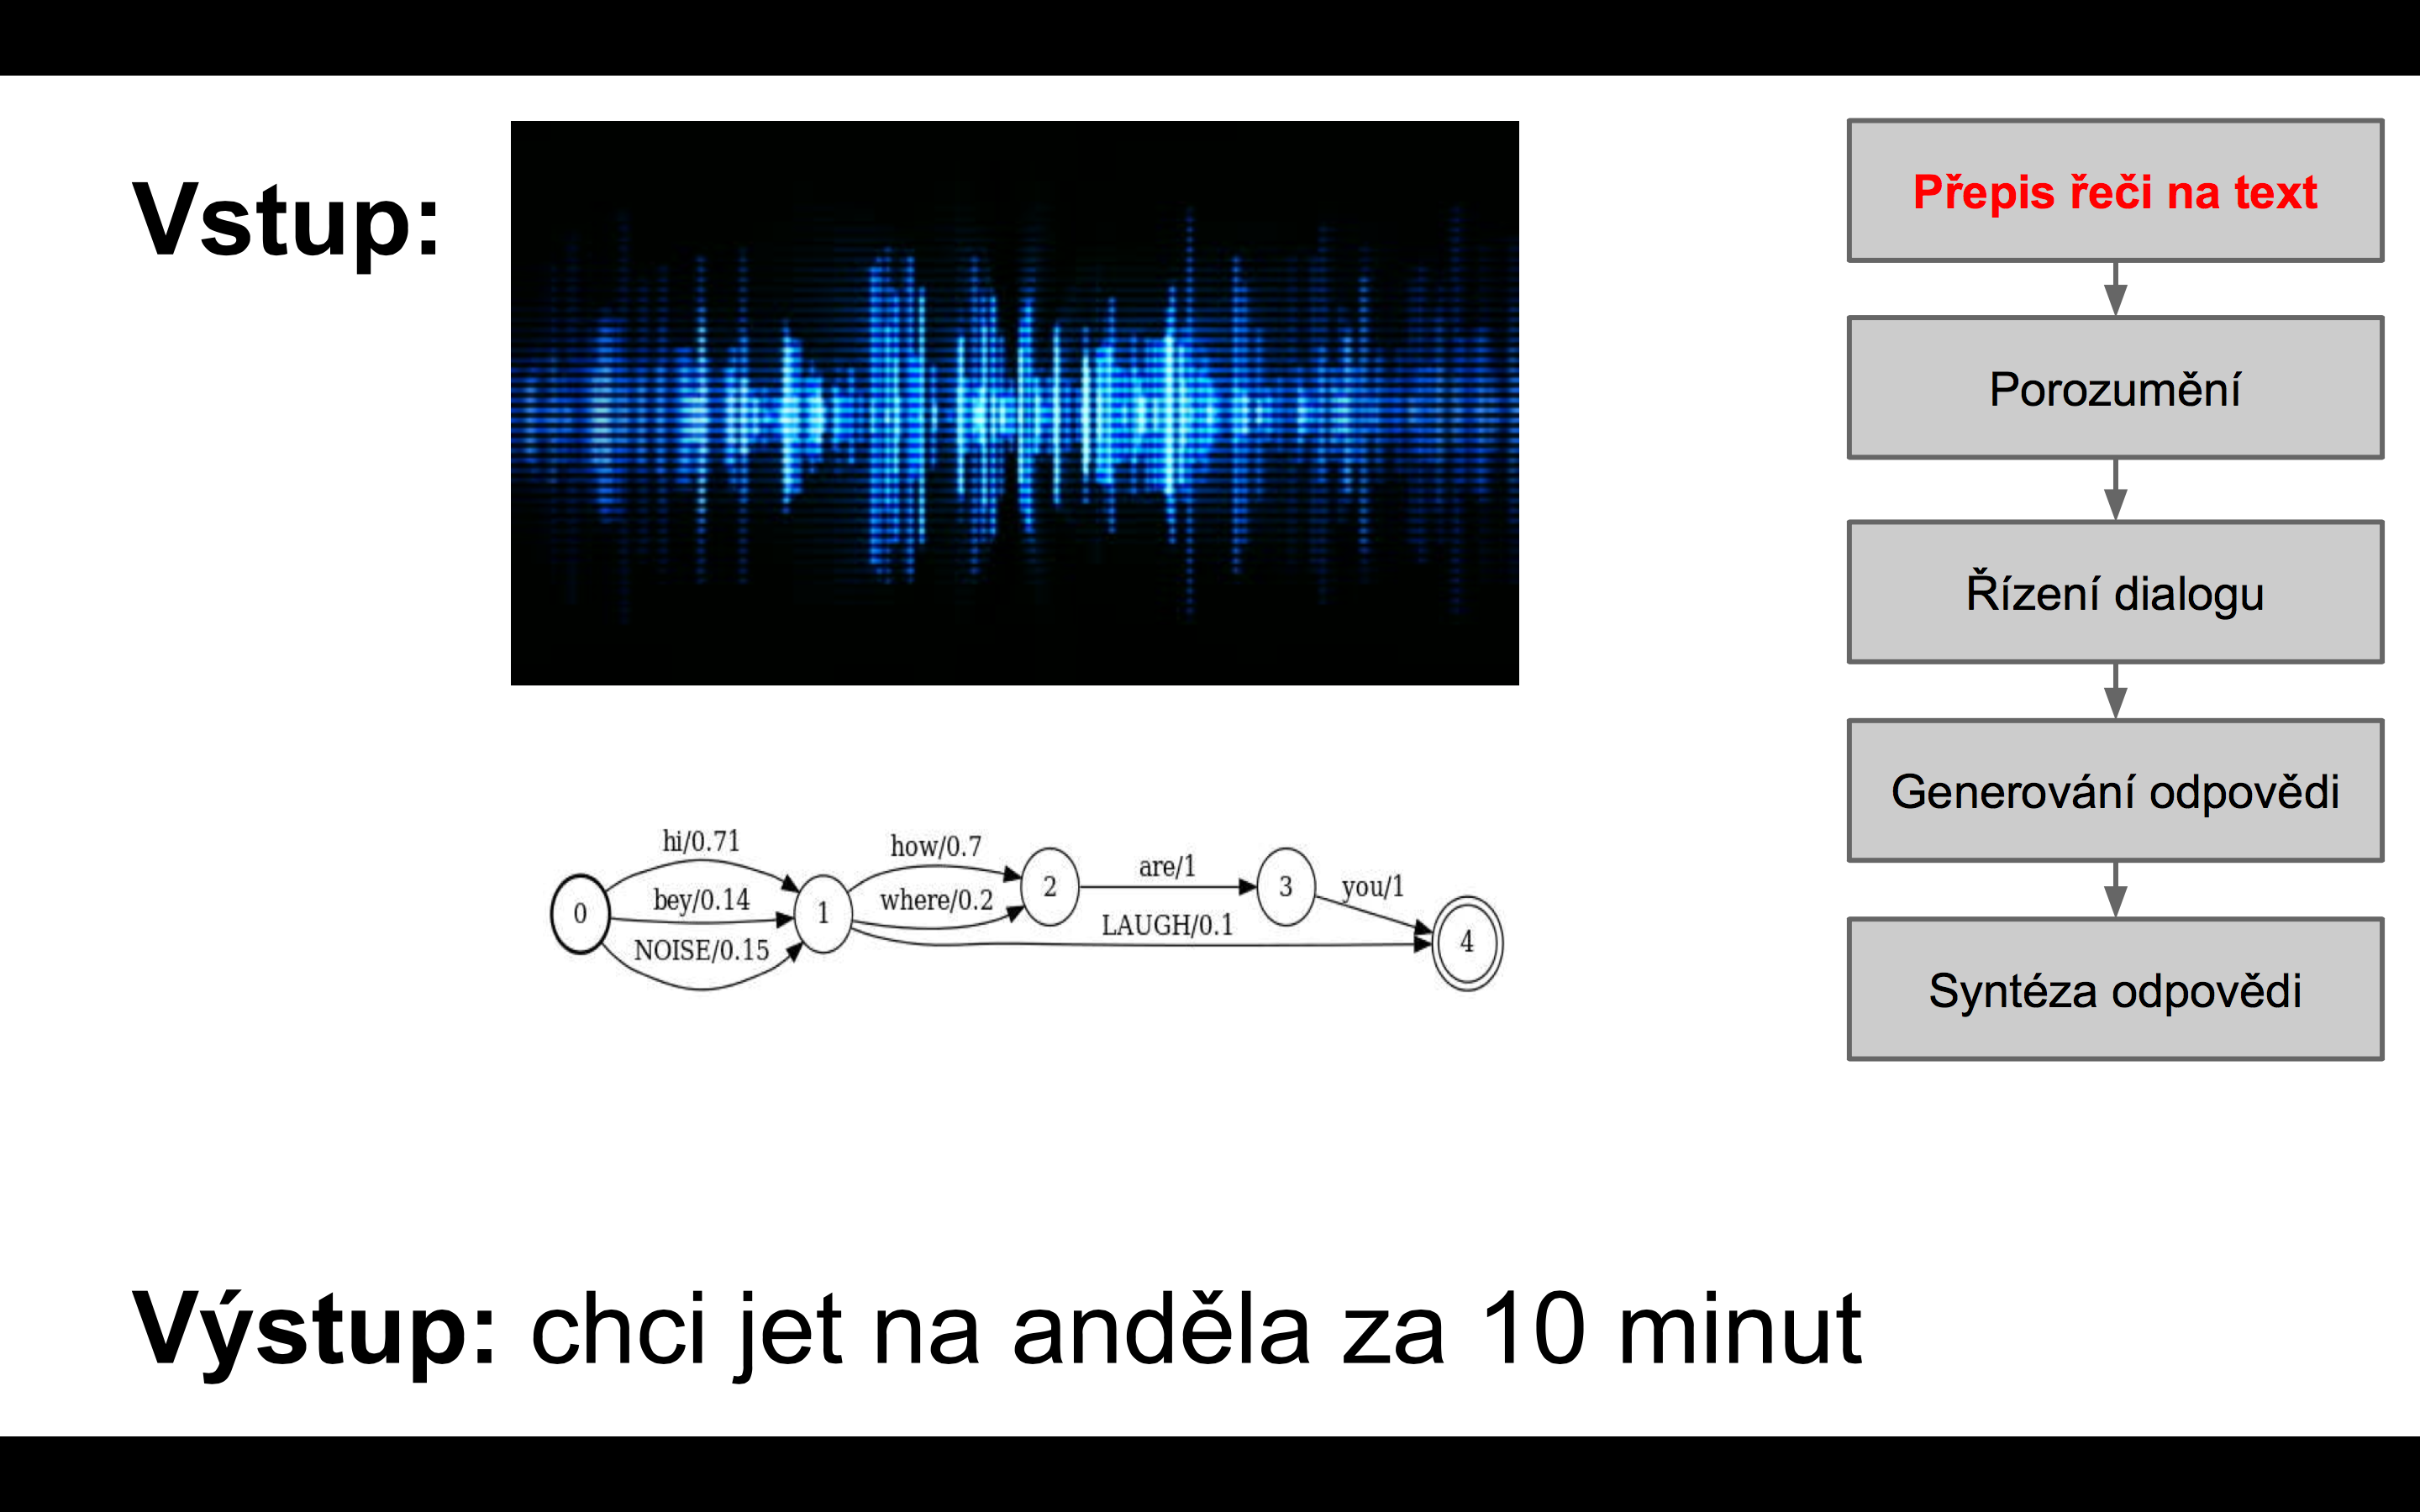 Vstup:
Přepis řeči na text
Porozumění
Řízení dialogu
Generování odpovědi
Syntéza odpovědi
hi/0.71
bey/0.14
NOISE/0.15
how/0.7
where/0.2
are/1
LAUGH/0.1
you/1
0
1
2
3
4
Výstup: chci jet na anděla za 10 minut